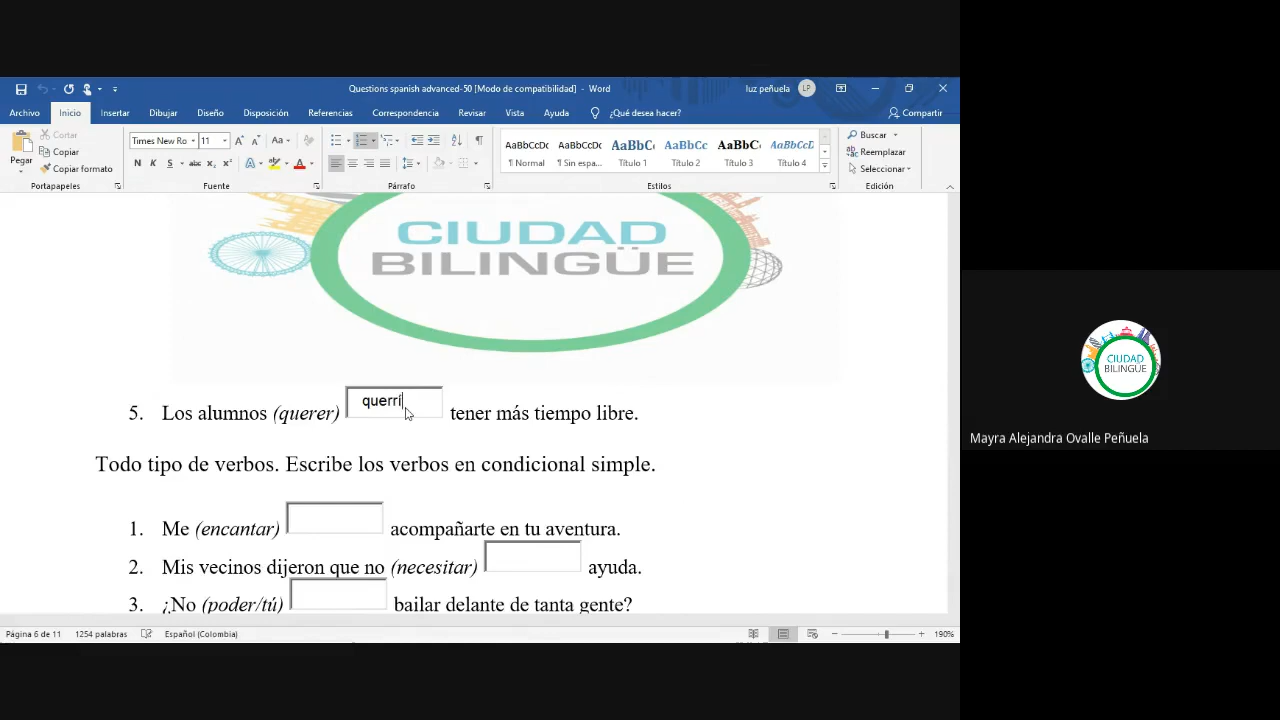 Questions spanish advanced-50 [Modo de compatibilidad] - Word
luz peñuela
LP
Archivo Inicio Insertar Dibujar Diseño Disposición Referencias Correspondencia Revisar Vista Ayuda ¿Qué desea hacer? Compartir
Pegar
Cortar
Copiar
Copiar formato
Portapapeles
Times New Ro 11
Fuente
Párrafo
AaBbCcDc AaBbCcDc AaBbCc AaBbCc AaBbC AaBbCcD
¶ Normal ¶ Sin espa... Título 1 Título 2 Título 3 Título 4
Estilos
Buscar
Reemplazar
Seleccionar
Edición
CIUDAD
BILINGÜE
5. Los alumnos (querer) querri tener más tiempo libre.
Todo tipo de verbos. Escribe los verbos en condicional simple.
1. Me (encantar) acompañarte en tu aventura.
2. Mis vecinos dijeron que no (necesitar) ayuda.
3. ¿No (poder/tú) bailar delante de tanta gente?
Página 6 de 11 1254 palabras Español (Colombia) 190%
CIUDAD
BILINGÜE
Mayra Alejandra Ovalle Peñuela